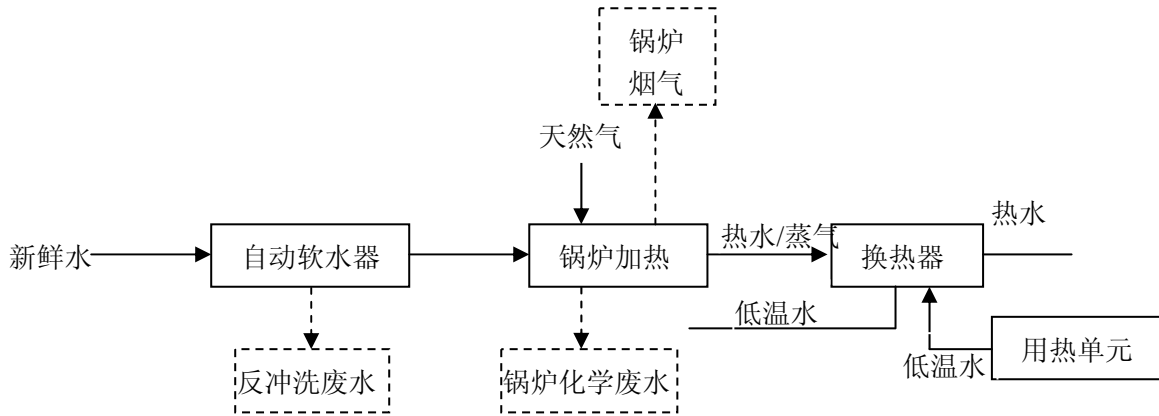 锅炉
烟气
天然气
热水
热水/蒸气
新鲜水
自动软水器
锅炉加热
换热器
低温水
用热单元
低温水
反冲洗废水
锅炉化学废水